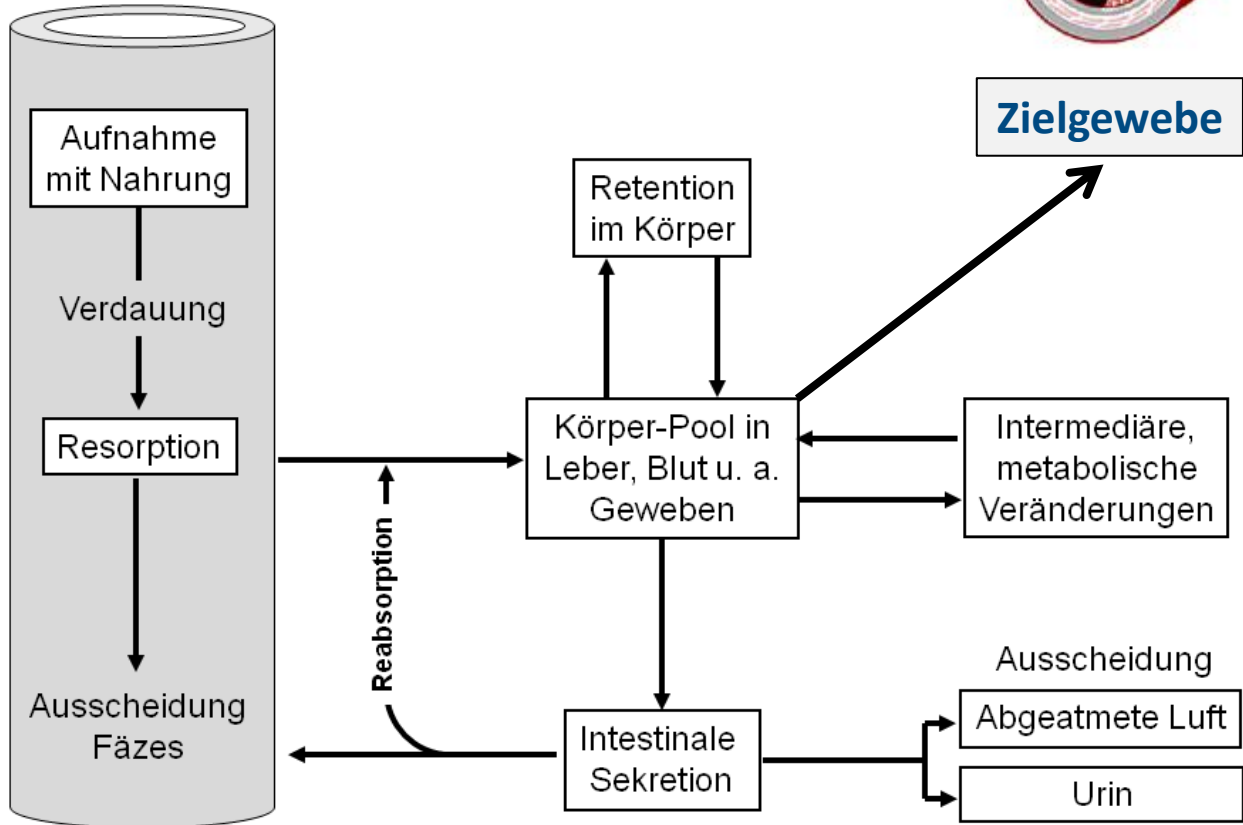 Zielgewebe
Aufnahme
mit Nahrung
Verdauung
Resorption
Ausscheidung
Fäzes
Reabsorption
Retention
im Körper
Körper-Pool in
Leber, Blut u. a.
Geweben
Intermediäre,
metabolische
Veränderungen
Intestinale
Sekretion
Ausscheidung
Abgeatmete Luft
Urin